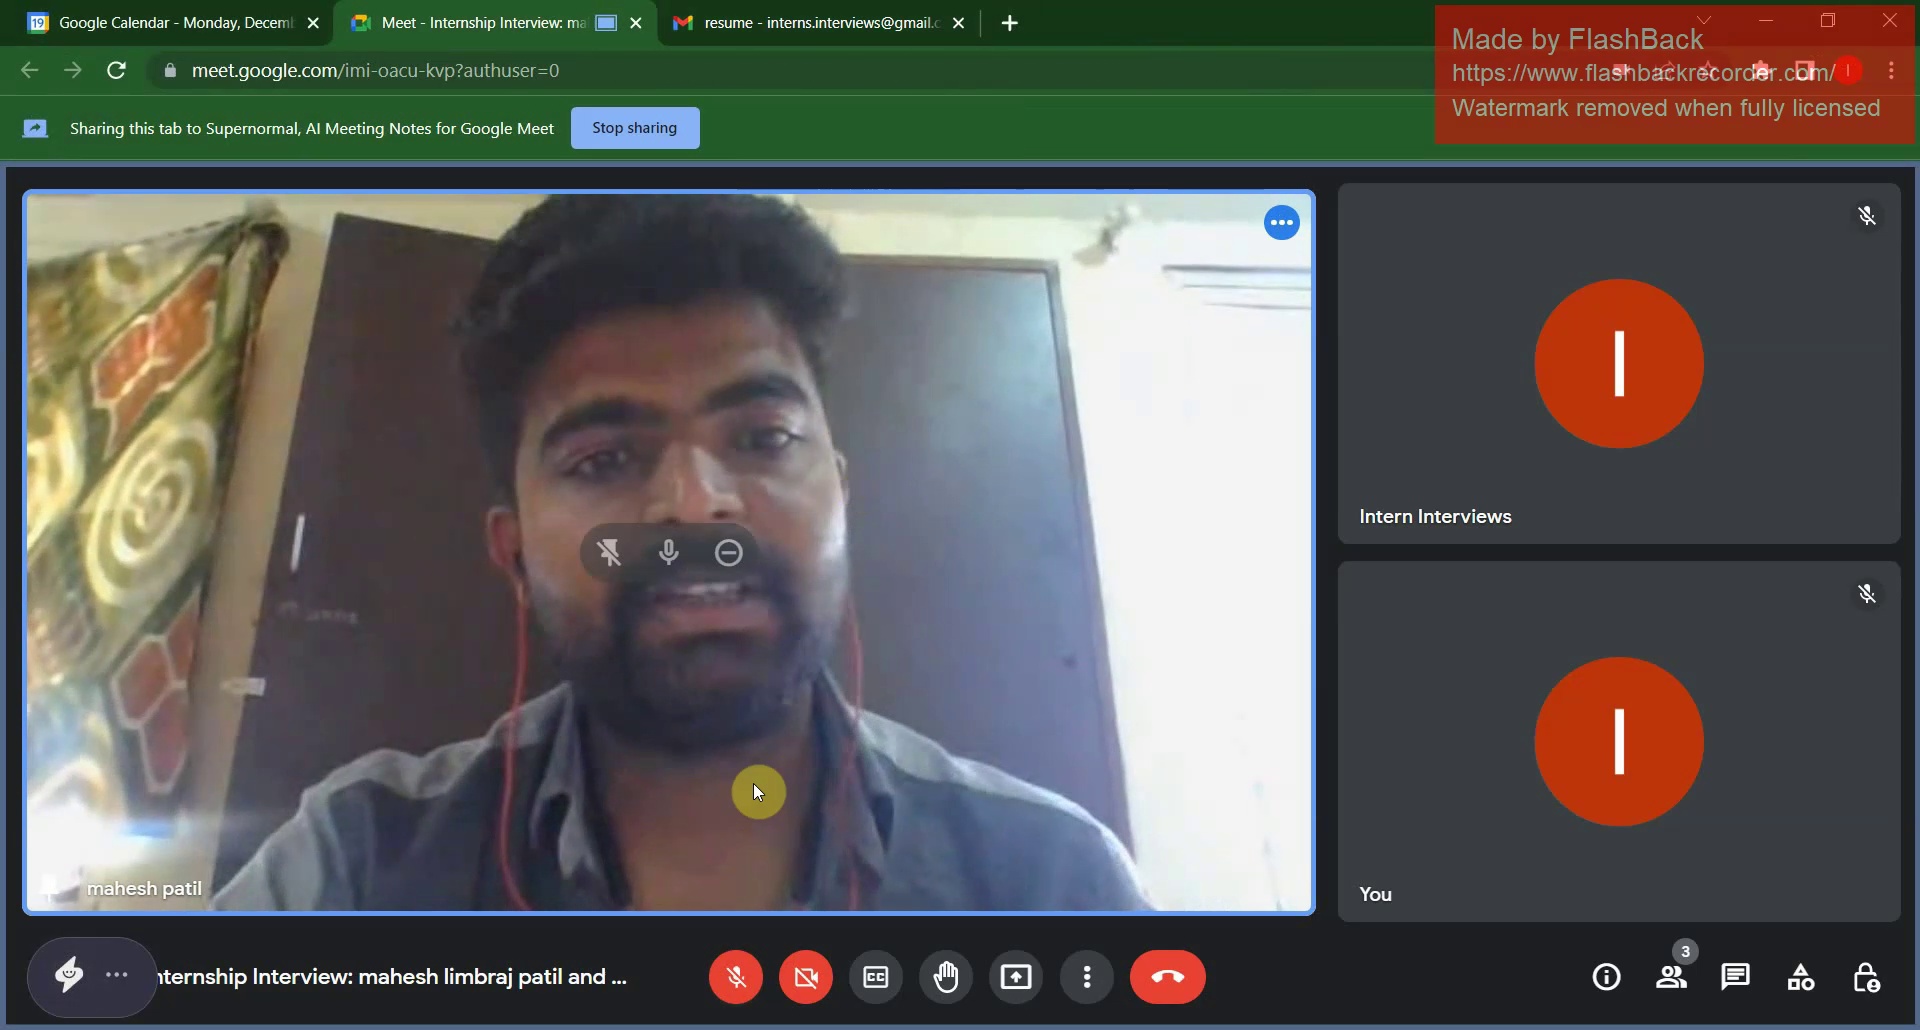 Google Calendar - Monday, Decem
Meet - Internship Interview: ma
resume - interns.interviews@gmail.c
Made by FlashBack
https://www.flashbackrecorder.com/
Watermark removed when fully licensed
meet.google.com/imi-oacu-kvp?authuser=0
Sharing this tab to Supernormal, AI Meeting Notes for Google Meet
Stop sharing
I
Intern Interviews
I
You
mahesh patil
nternship Interview: mahesh limbraj patil and ...
3